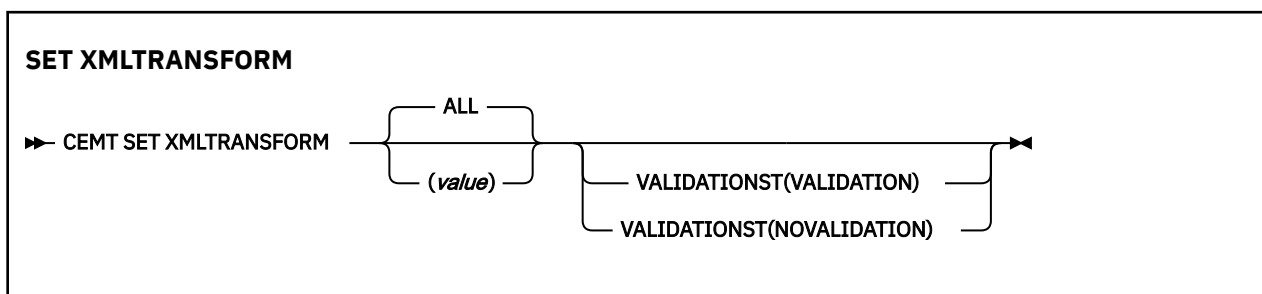 SET XMLTRANSFORM
ALL
CEMT SET XMLTRANSFORM
(value)
VALIDATIONST(VALIDATION)
VALIDATIONST(NOVALIDATION)